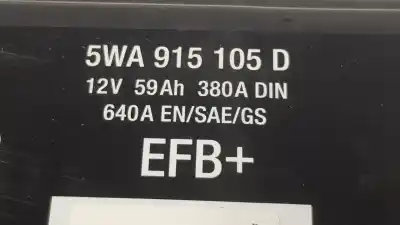 5WA 915 105 D
12V 59Ah 380A DIN
640A EN/SAE/GS
EFB+